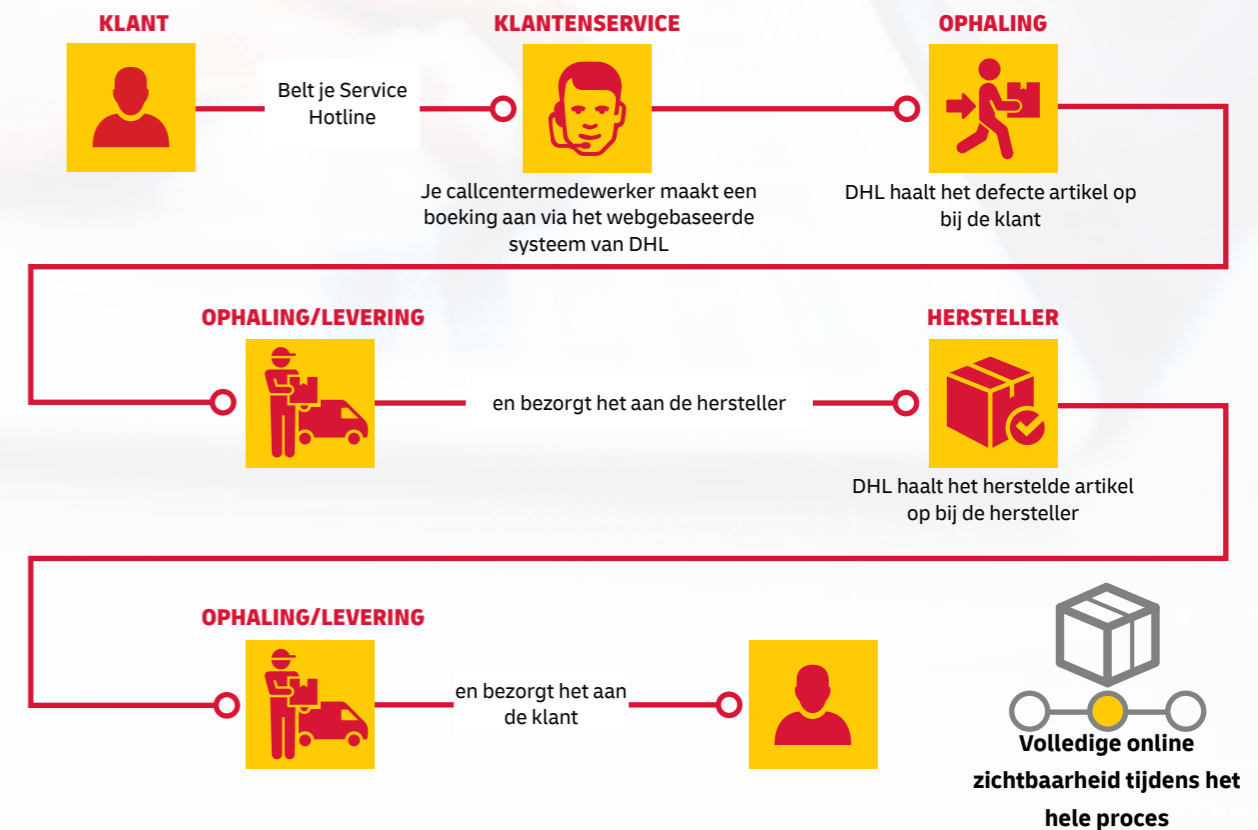 KLANT
KLANTENSERVICE
OPHALING
Belt je Service
Hotline
Je callcentermedewerker maakt een
boeking aan via het webgebaseerde
systeem van DHL
DHL haalt het defecte artikel op
bij de klant
OPHALING/LEVERING
HERSTELLER
en bezorgt het aan de hersteller
DHL haalt het herstelde artikel
op bij de hersteller
OPHALING/LEVERING
en bezorgt het aan
de klant
Volledige online
zichtbaarheid tijdens het
hele proces